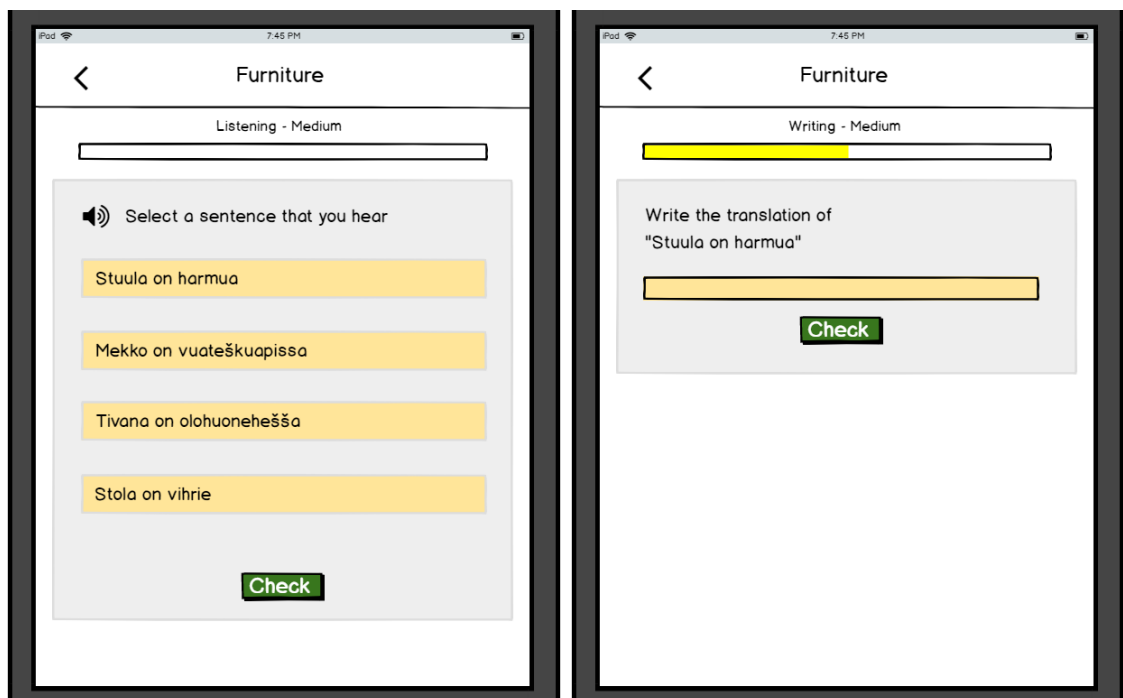 iPad
7:45 PM
Furniture
Listening - Medium
Select a sentence that you hear
Stuula on harmua
Mekko on vuateškuapissa
Tivana on olohuonehešša
Stola on vihrie
Check
iPad
7:45 PM
Furniture
Writing - Medium
Write the translation of
"Stuula on harmua"
Check